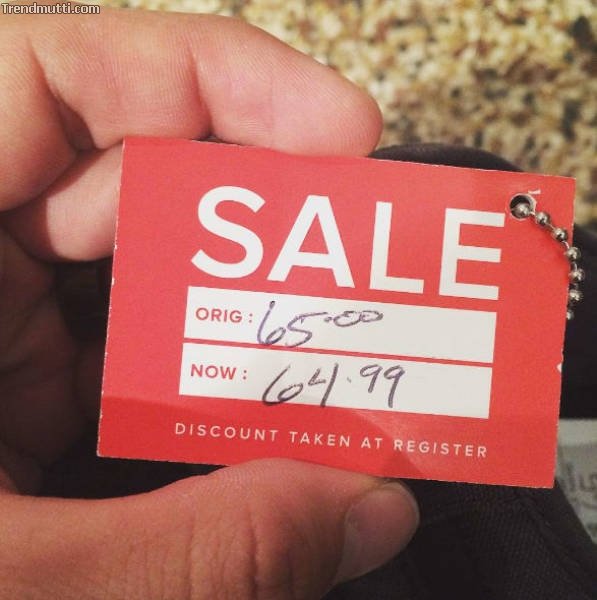 Trendmutti.com
SALE
ORIG: 65.00
NOW: 64.99
DISCOUNT TAKEN AT REGISTER